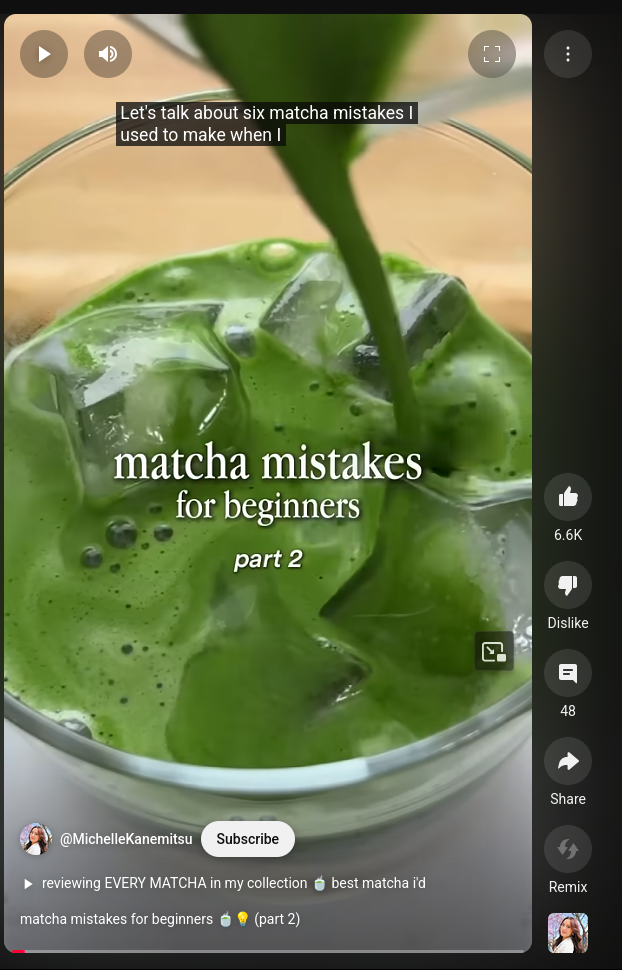 Let's talk about six matcha mistakes I
used to make when I
matcha mistakes
for beginners
part 2
6.6K
Dislike
48
Share
@MichelleKanemitsu Subscribe
Remix
reviewing EVERY MATCHA in my collection 🍵 best matcha i'd
matcha mistakes for beginners 🍵💡 (part 2)